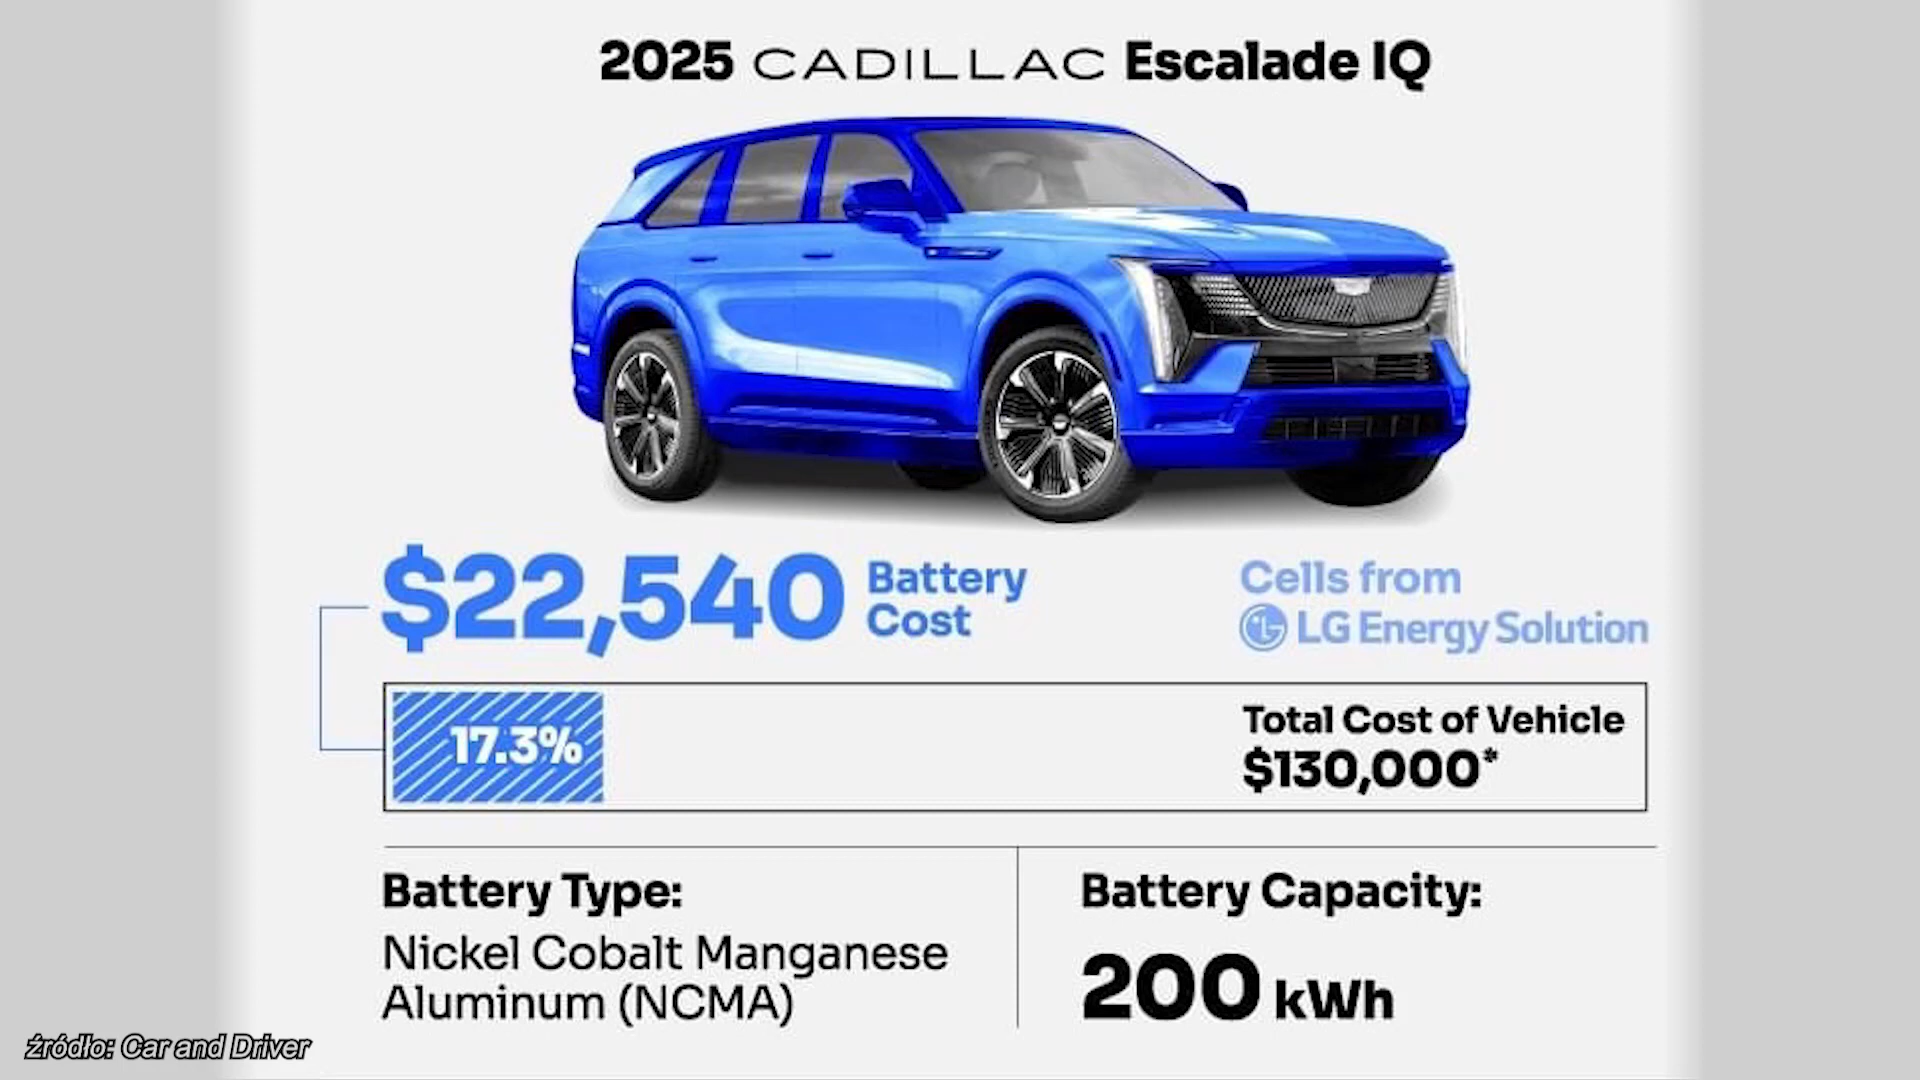 2025 CADILLAC Escalade IQ
$22,540
Battery
Cost
Cells from
LG Energy Solution
17.3%
Total Cost of Vehicle
$130,000*
Battery Type:
Nickel Cobalt Manganese
Aluminum (NCMA)
Battery Capacity:
200 kWh
źródło: Car and Driver